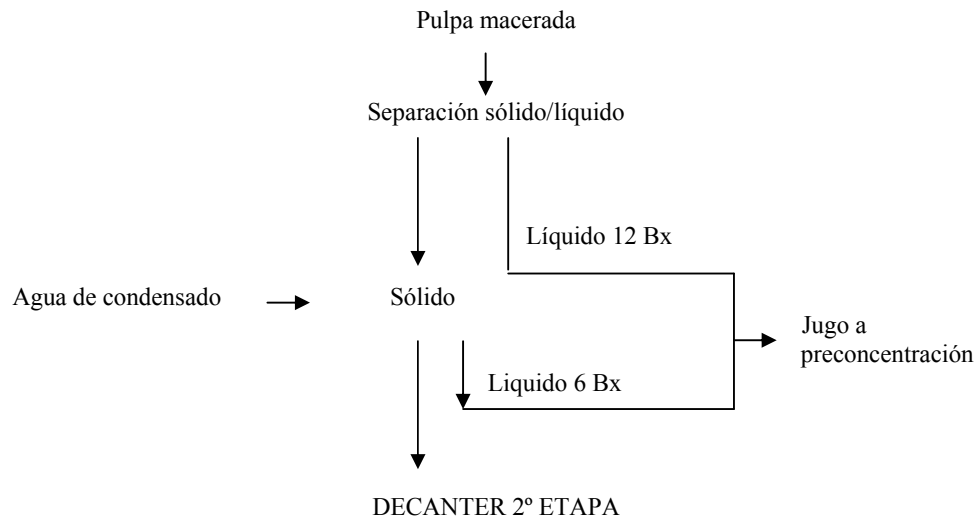 Pulpa macerada
Separación sólido/líquido
Líquido 12 Bx
Agua de condensado
Sólido
Jugo a
preconcentración
Liquido 6 Bx
DECANTER 2º ETAPA